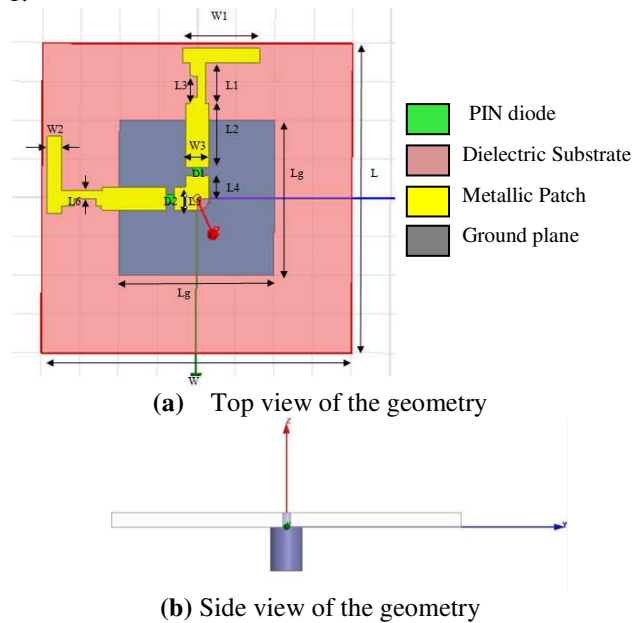 1.
W1
L3
L1
W2
L2
W3
D1
Lg
L
L4
L6
D2
L5
Lg
W
PIN diode
Dielectric Substrate
Metallic Patch
Ground plane
(a) Top view of the geometry
z
(b) Side view of the geometry